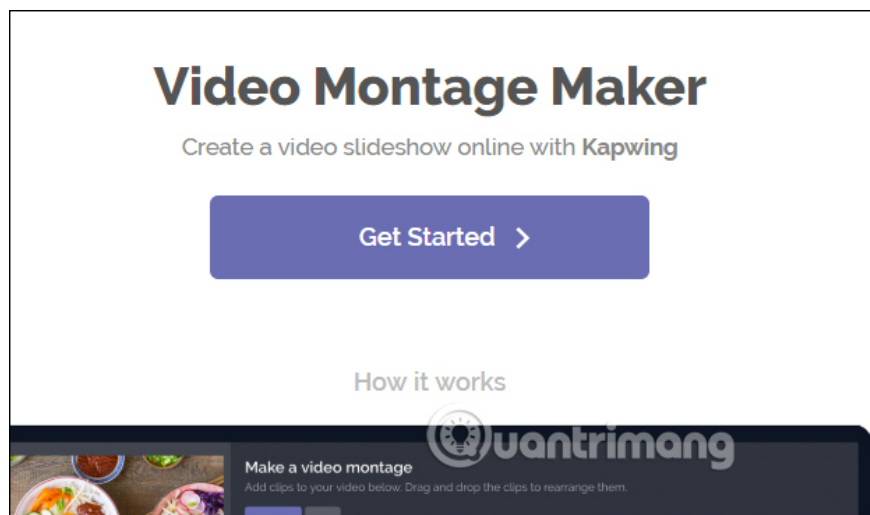 Video Montage Maker
Create a video slideshow online with Kapwing
Get Started
How it works
Quantrimang
Make a video montage
Add clips to your video below. Drag and drop the clips to rearrange them.